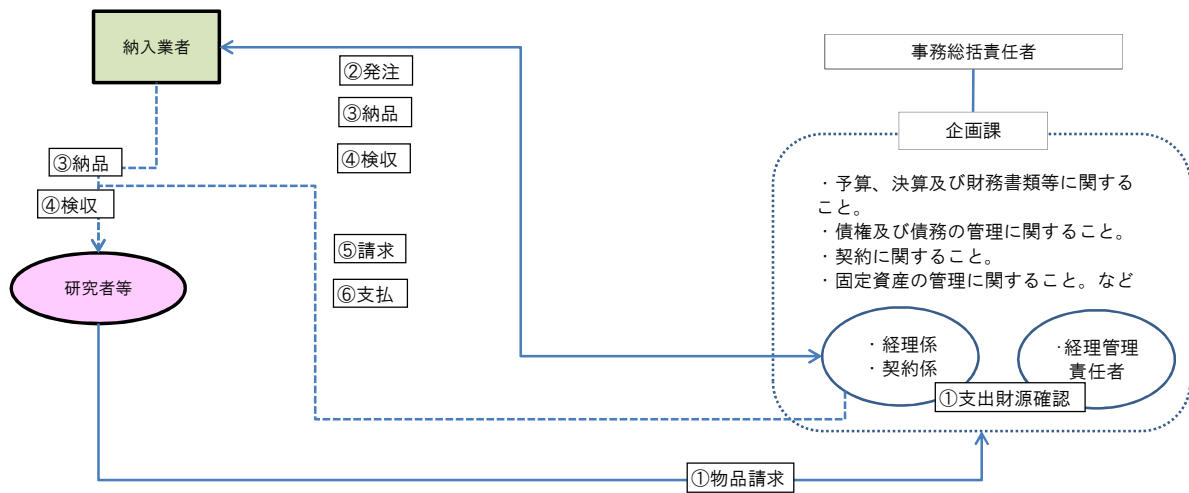 納入業者
②発注
③納品
④検収
③納品
④検収
⑤請求
⑥支払
研究者等
事務総括責任者
企画課
・予算、決算及び財務書類等に関する
こと。
・債権及び債務の管理に関すること。
・契約に関すること。
・固定資産の管理に関すること。など
・経理係
・契約係
・経理管理
責任者
①支出財源確認
①物品請求